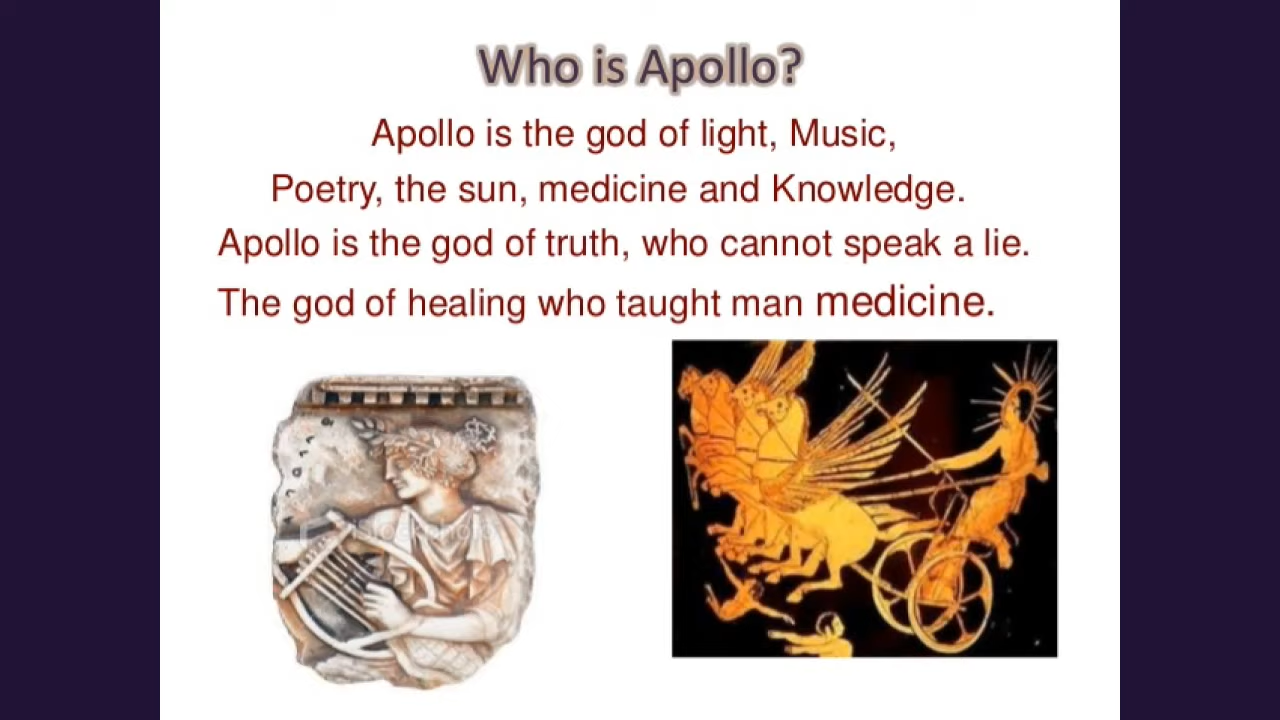 Who is Apollo?
Apollo is the god of light, Music,
Poetry, the sun, medicine and Knowledge.
Apollo is the god of truth, who cannot speak a lie.
The god of healing who taught man medicine.